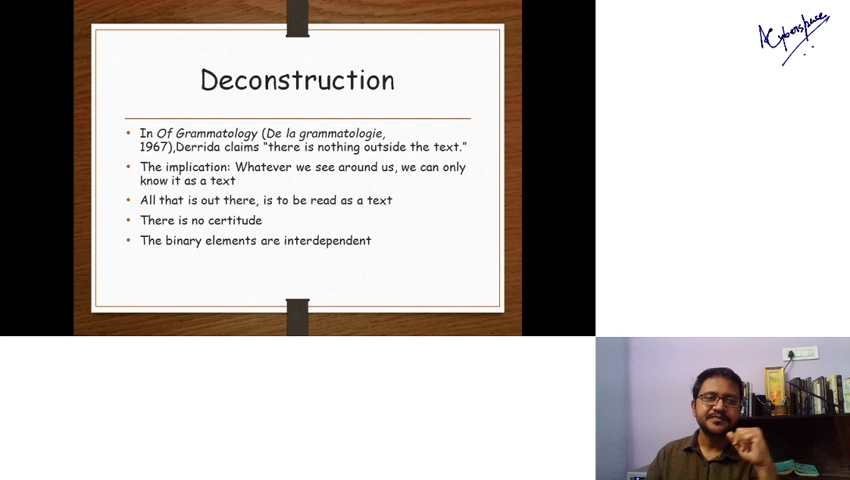 Deconstruction
• In Of Grammatology (De la grammatologie,
1967),Derrida claims “there is nothing outside the text.”
• The implication: Whatever we see around us, we can only
know it as a text
• All that is out there, is to be read as a text
• There is no certitude
• The binary elements are interdependent
Cyberspace